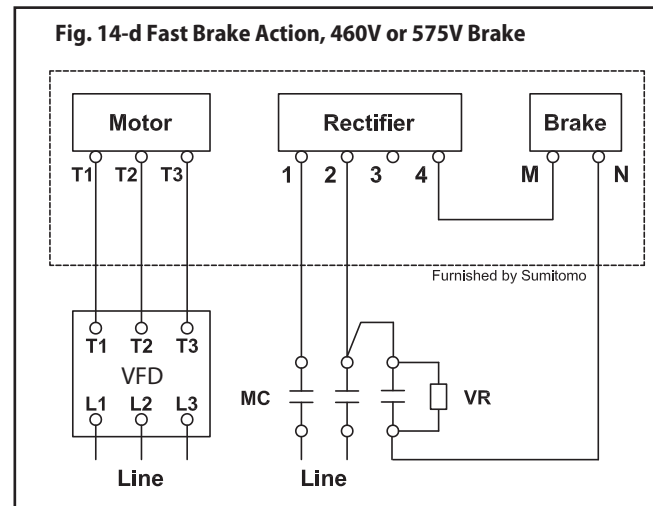 Fig. 14-d Fast Brake Action, 460V or 575V Brake
Motor Rectifier Brake
T1 T2 T3 1 2 3 4 M N
Furnished by Sumitomo
T1 T2 T3
VFD
MC VR
L1 L2 L3
Line Line